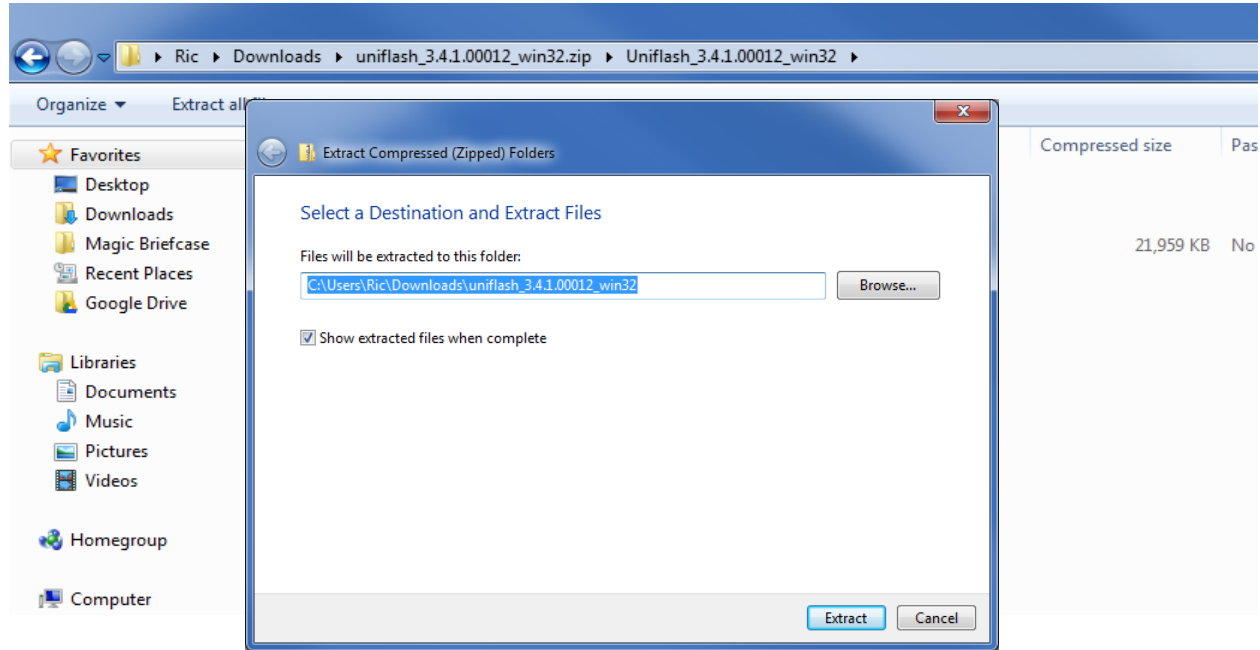 Ric Downloads uniflash_3.4.1.00012_win32.zip Uniflash_3.4.1.00012_win32
Organize Extract all
Extract Compressed (Zipped) Folders
Compressed size
Favorites
Desktop
Downloads
Magic Briefcase
Recent Places
Google Drive
Libraries
Documents
Music
Pictures
Videos
Homegroup
Computer
Select a Destination and Extract Files
Files will be extracted to this folder:
C:\Users\Ric\Downloads\uniflash_3.4.1.00012_win32
Browse...
Show extracted files when complete
Extract Cancel
21,959 KB No